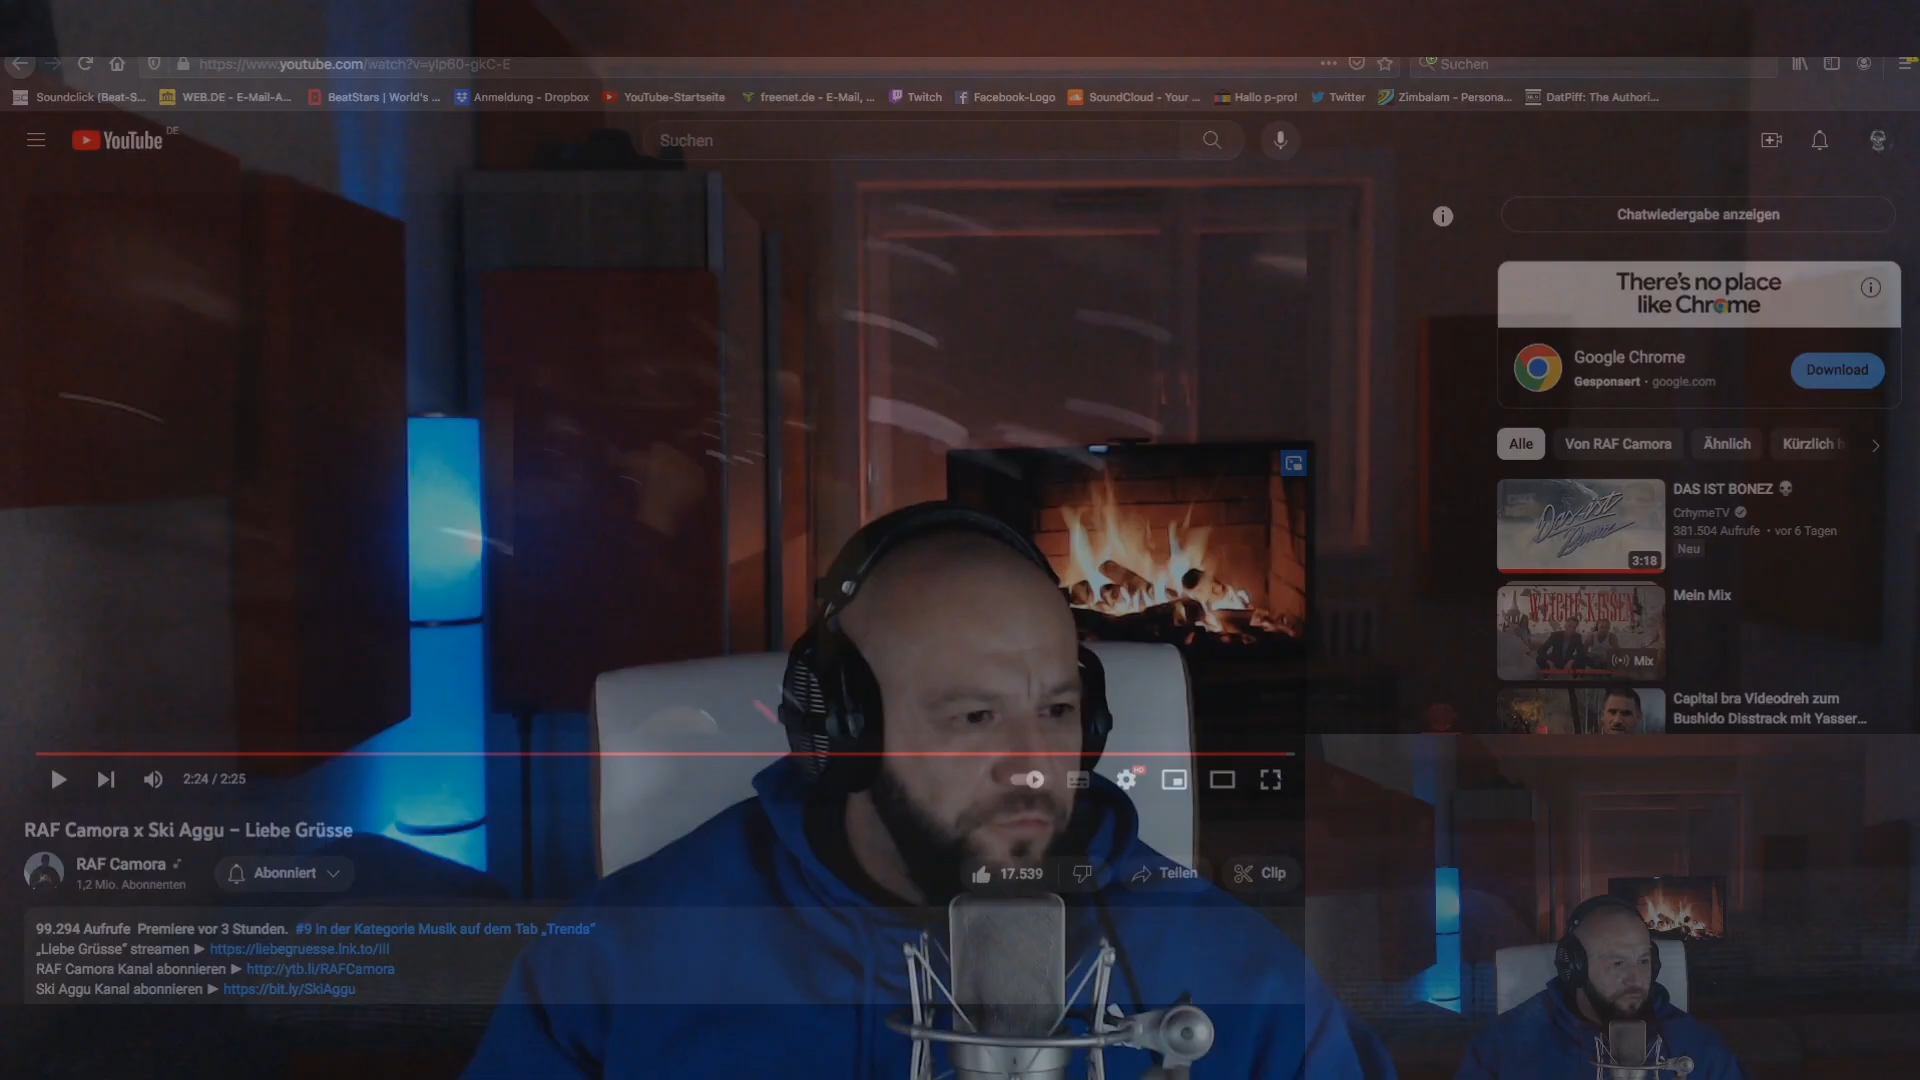 https://www.youtube.com/watch?v=ylp60-gkC-E
Suchen
Soundclick (Beat-S...
WEB.DE - E-Mail-A...
BeatStars | World's ...
Anmeldung - Dropbox
YouTube-Startseite
freenet.de - E-Mail, ...
Twitch
Facebook-Logo
SoundCloud - Your ...
Hallo p-pro!
Twitter
Zimbalam - Persona...
DatPiff: The Authori...
YouTube DE
Suchen
Chatwiedergabe anzeigen
There's no place
like Chrome
Google Chrome
Gesponsert · google.com
Download
Alle
Von RAF Camora
Ähnlich
Kürzlich h
DAS IST BONEZ
CrhymeTV
381.504 Aufrufe · vor 6 Tagen
Neu
3:18
Mein Mix
Mix
Capital bra Videodreh zum
Bushido Disstrack mit Yasser...
2:24 / 2:25
HD
RAF Camora x Ski Aggu – Liebe Grüsse
RAF Camora
1,2 Mio. Abonnenten
Abonniert
17.539
Teilen
Clip
99.294 Aufrufe Premiere vor 3 Stunden. #9 in der Kategorie Musik auf dem Tab „Trends"
„Liebe Grüsse" streamen ► https://liebegruesse.lnk.to/III
RAF Camora Kanal abonnieren ► http://ytb.li/RAFCamora
Ski Aggu Kanal abonnieren ► https://bit.ly/SkiAggu